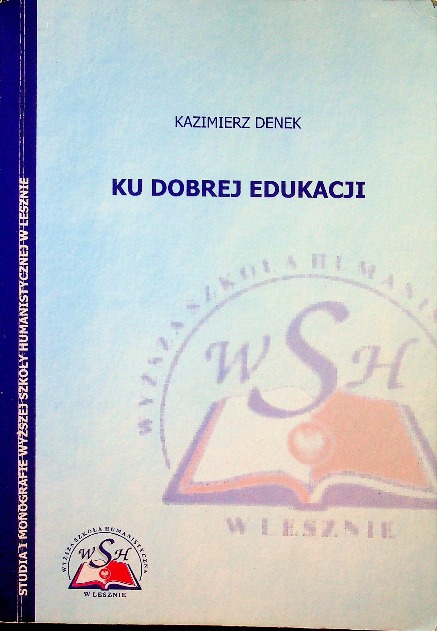 KAZIMIERZ DENEK
KU DOBREJ EDUKACJI
STUDIA I MONOGRAFIE WYŻSZEJ SZKOŁY HUMANISTYCZNEJ W LESZNIE
WYŻSZA SZKOŁA HUMANI
WSH
W LESZNIE
WYŻSZA SZKOŁA HUMANISTYCZNA
WSH
W LESZNIE